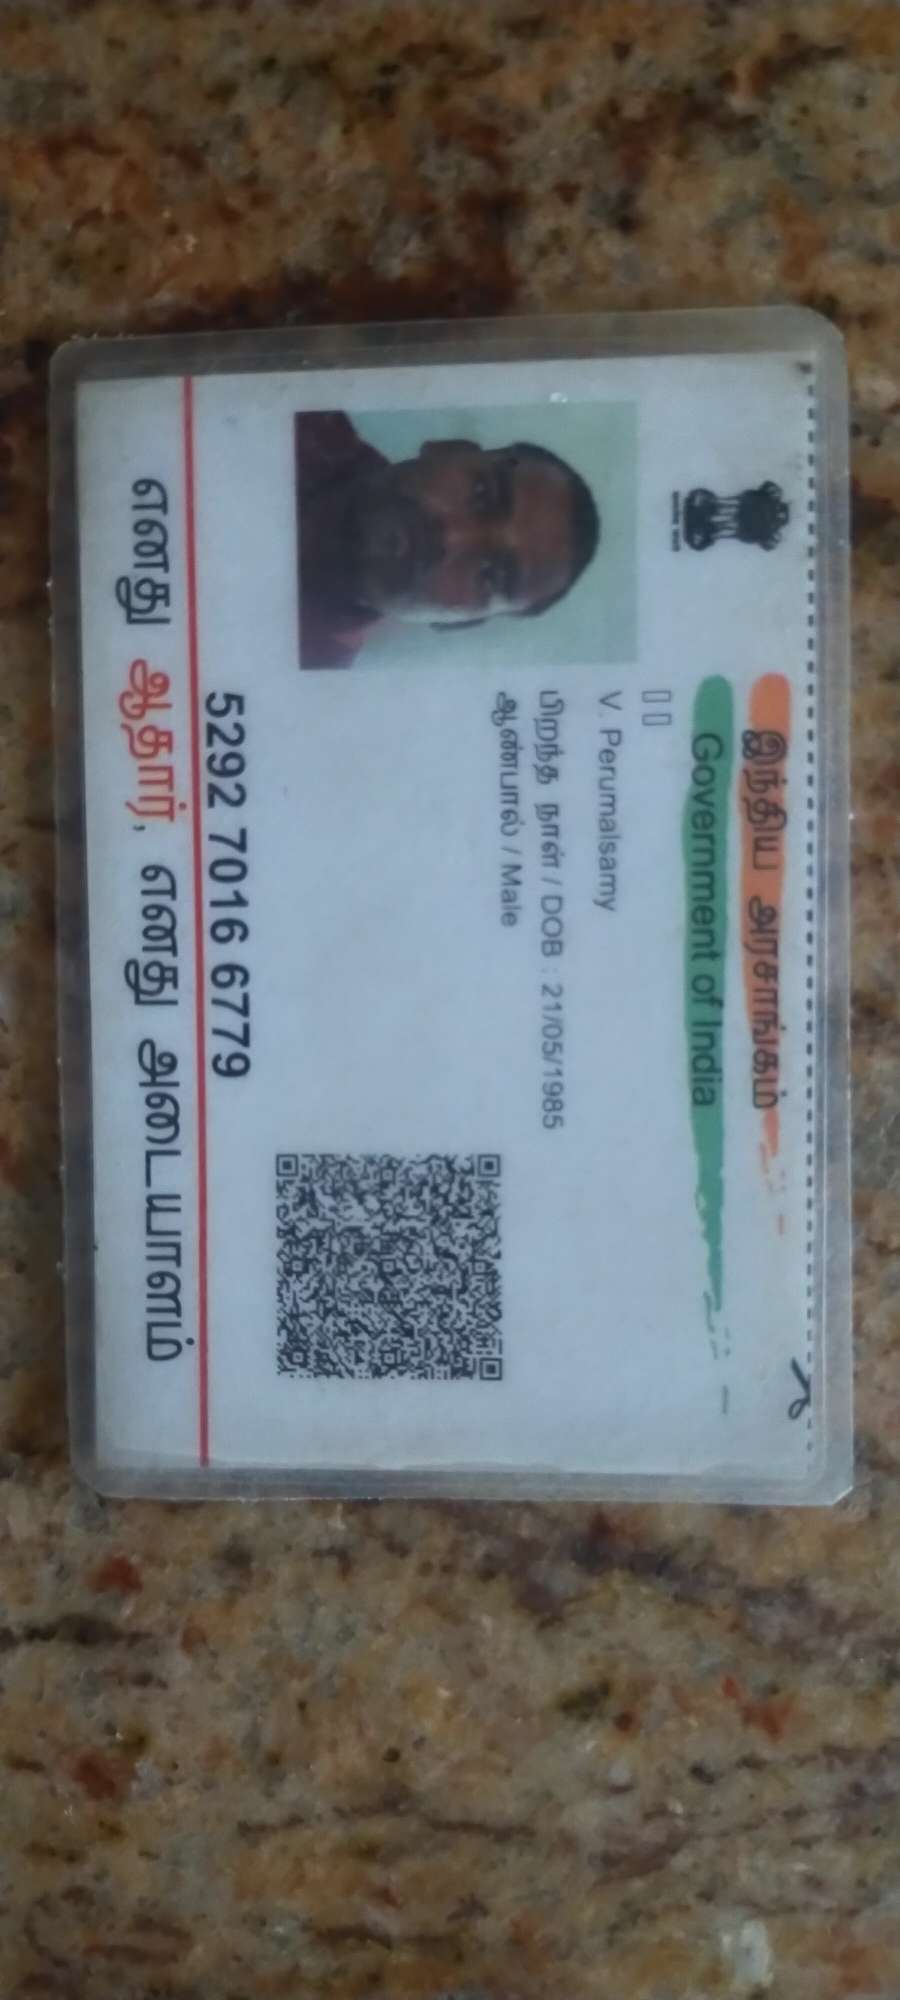 இந்திய அரசாங்கம்
Government of India
V. Perumalsamy
பிறந்த நாள் / DOB : 21/05/1985
ஆண்பால் / Male
5292 7016 6779
எனது ஆதார், எனது அடையாளம்